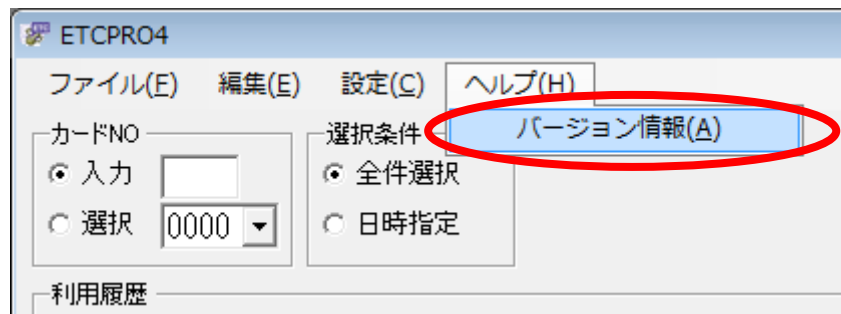 ETCPRO4
ファイル(F) 編集(E) 設定(C) ヘルプ(H)
バージョン情報(A)
カードNO
入力
選択 0000
選択条件
全件選択
日時指定
利用履歴